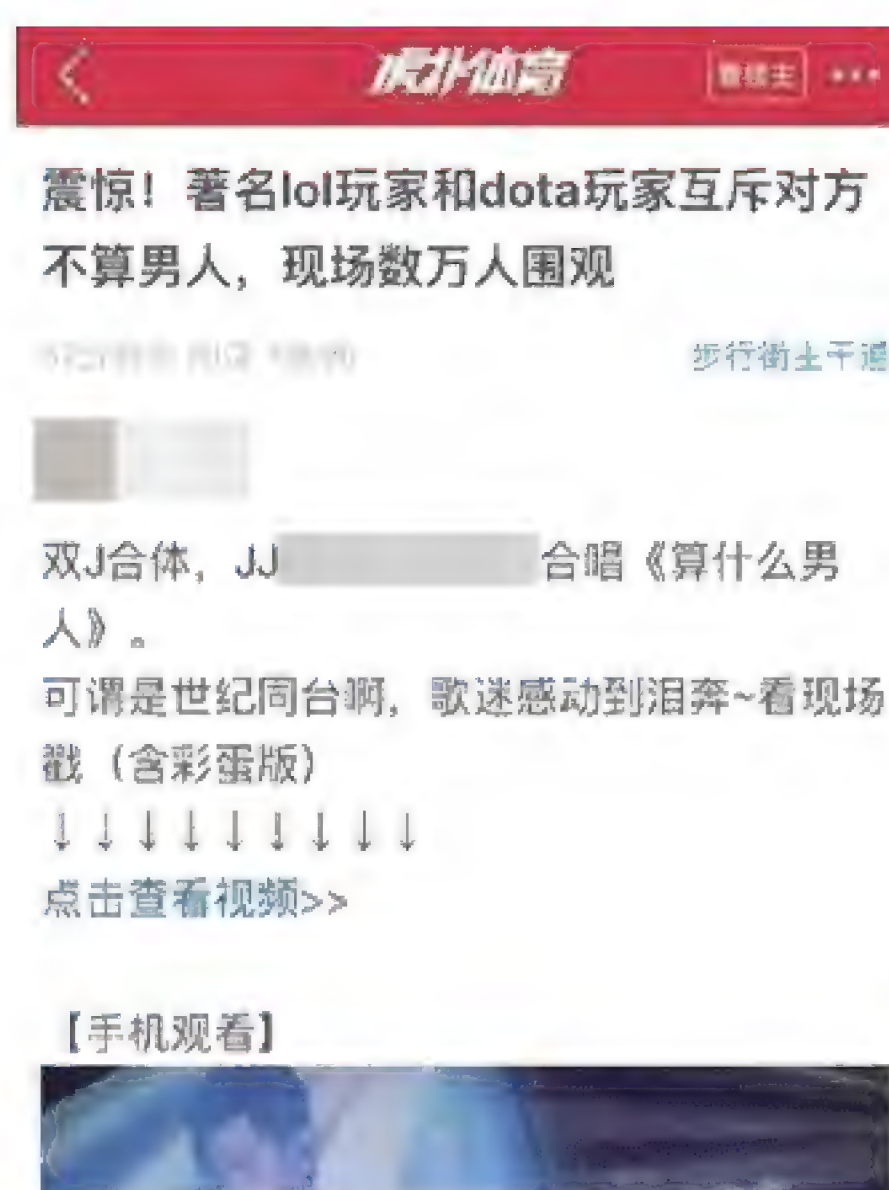 虎扑体育
看楼主
震惊！著名lol玩家和dota玩家互斥对方
不算男人，现场数万人围观
步行街主干道
双J合体，JJ
合唱《算什么男
人》。
可谓是世纪同台啊，歌迷感动到泪奔~看现场
戳（含彩蛋版）
↓↓↓↓↓↓↓↓↓
点击查看视频>>
【手机观看】